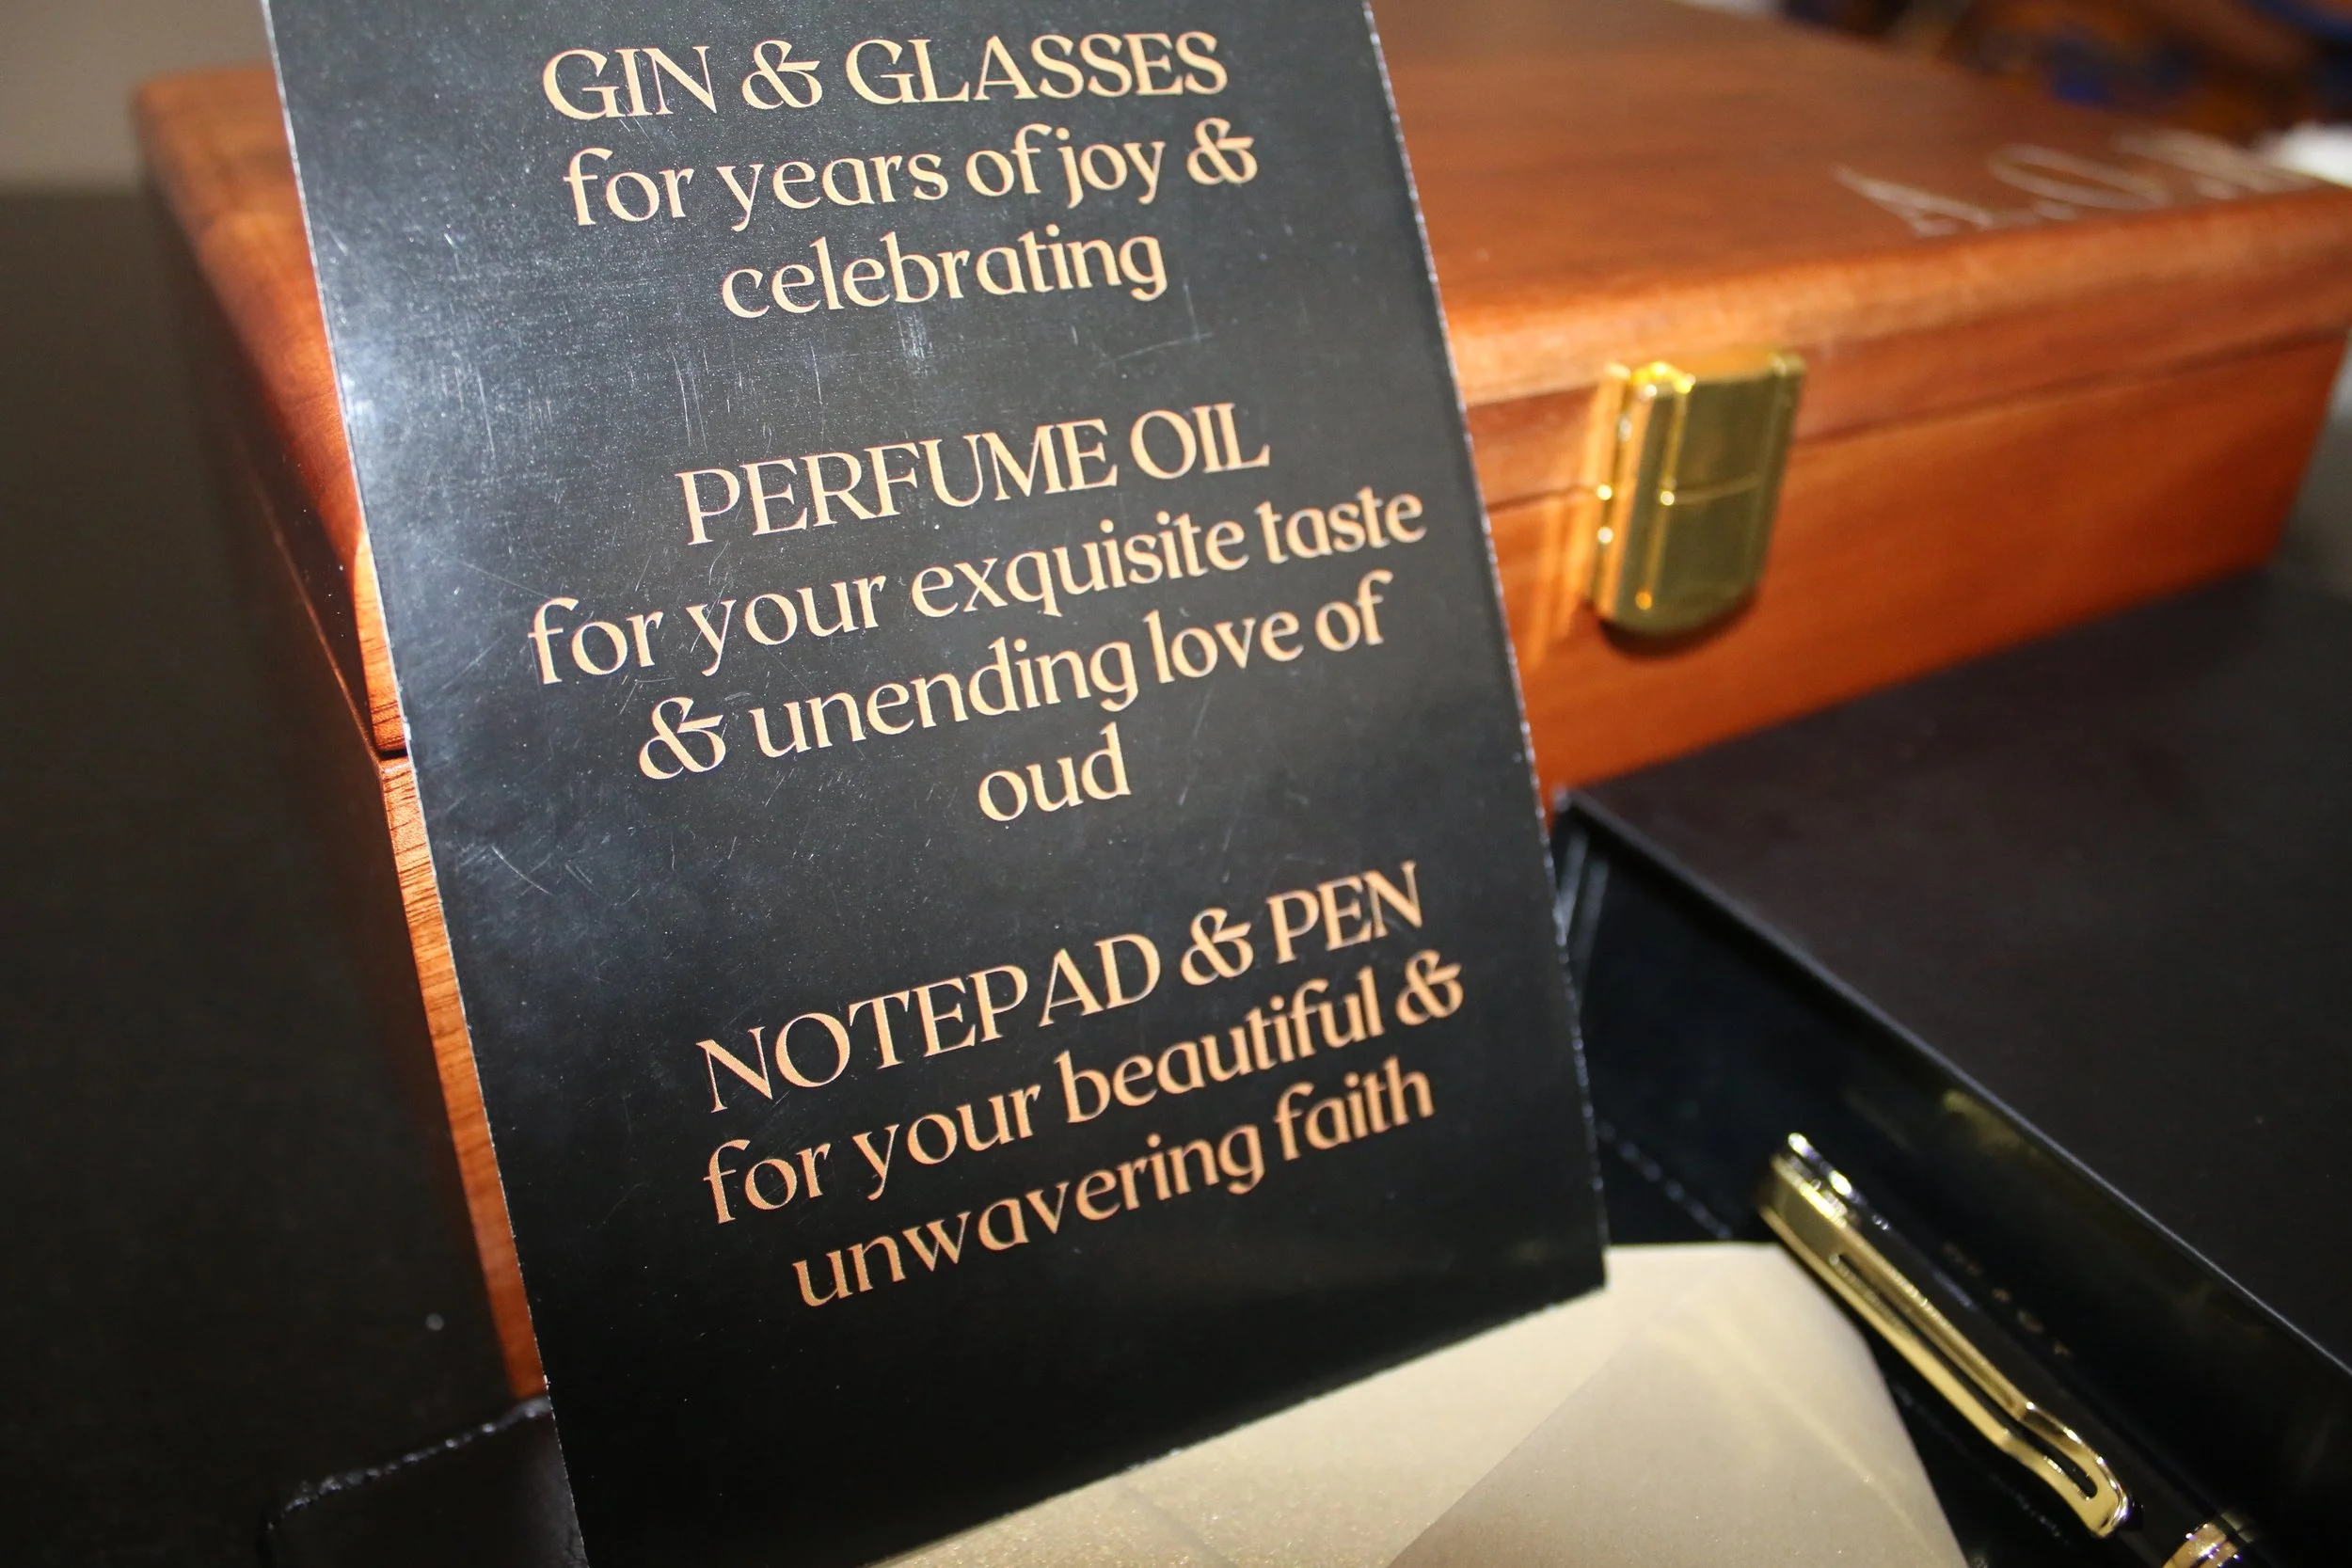 GIN & GLASSES
for years of joy &
celebrating
PERFUME OIL
for your exquisite taste
& unending love of
oud
NOTEPAD & PEN
for your beautiful &
unwavering faith